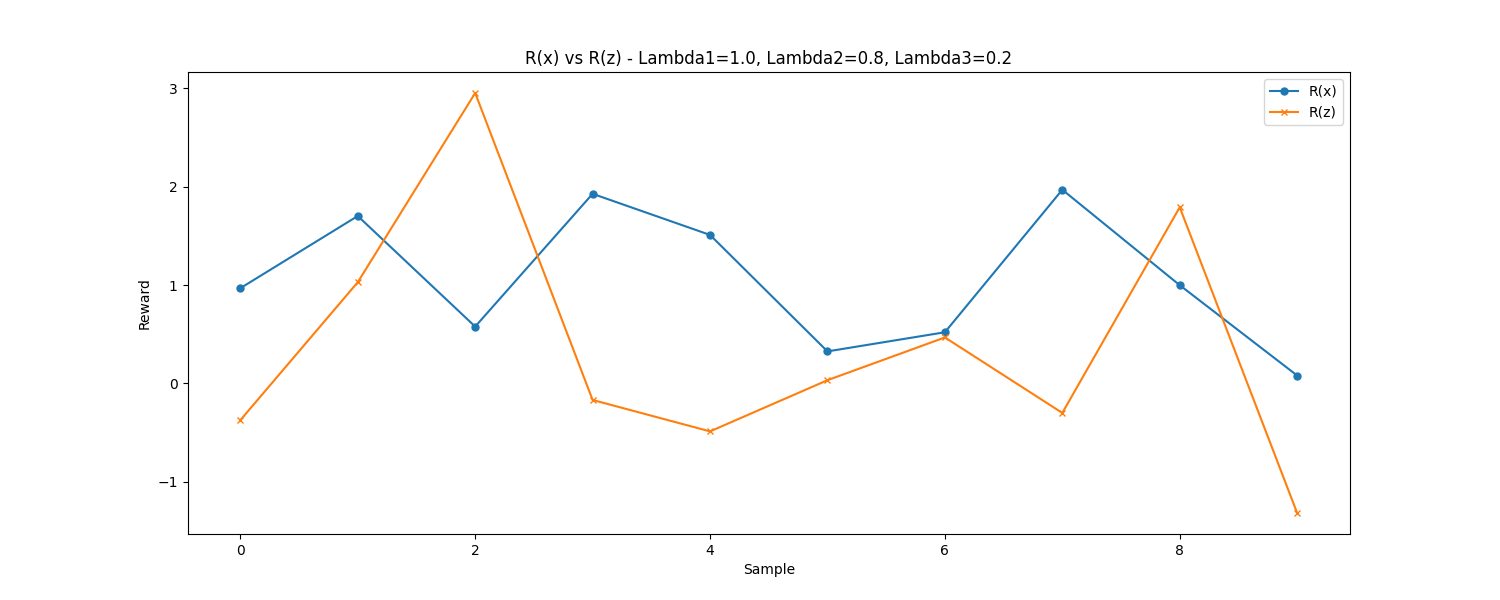 R(x) vs R(z) - Lambda1=1.0, Lambda2=0.8, Lambda3=0.2
3
2
1
0
−1
Reward
R(x)
R(z)
0 2 4 6 8
Sample